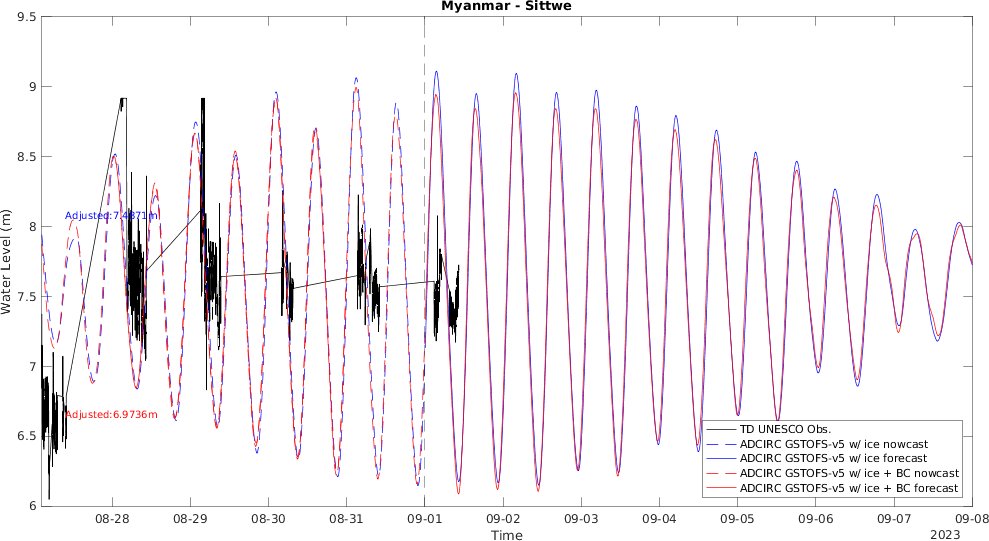 Myanmar - Sittwe
Water Level (m)
9.5
9
8.5
8
7.5
7
6.5
6
Adjusted:7.4871m
Adjusted:6.9736m
TD UNESCO Obs.
ADCIRC GSTOFS-v5 w/ ice nowcast
ADCIRC GSTOFS-v5 w/ ice forecast
ADCIRC GSTOFS-v5 w/ ice + BC nowcast
ADCIRC GSTOFS-v5 w/ ice + BC forecast
08-28 08-29 08-30 08-31 09-01 09-02 09-03 09-04 09-05 09-06 09-07 09-08
Time
2023